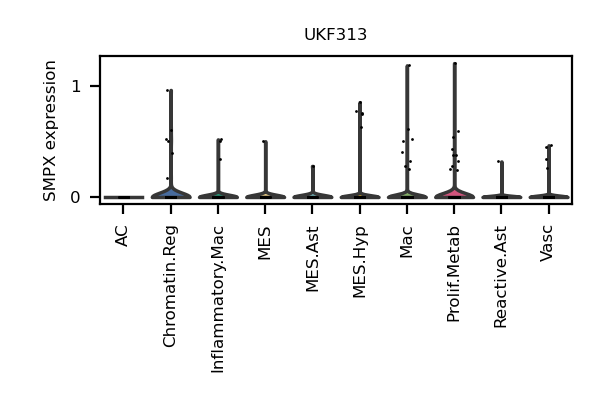 UKF313
SMPX expression
1
0
AC
Chromatin.Reg
Inflammatory.Mac
MES
MES.Ast
MES.Hyp
Mac
Prolif.Metab
Reactive.Ast
Vasc